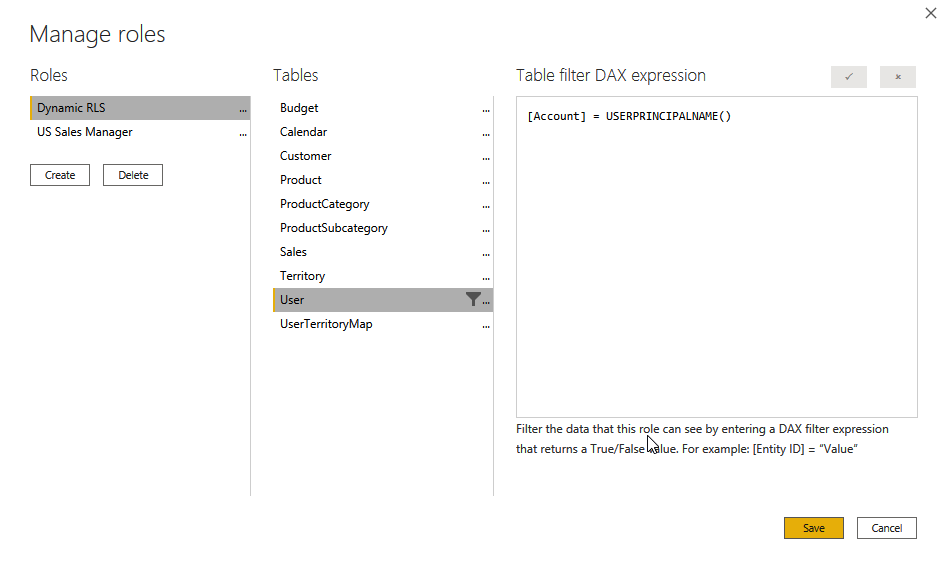 Manage roles
Roles
Dynamic RLS ...
US Sales Manager ...
Create Delete
Tables
Budget ...
Calendar ...
Customer ...
Product ...
ProductCategory ...
ProductSubcategory ...
Sales ...
Territory ...
User ...
UserTerritoryMap ...
Table filter DAX expression
[Account] = USERPRINCIPALNAME()
Filter the data that this role can see by entering a DAX filter expression
that returns a True/False value. For example: [Entity ID] = “Value”
Save Cancel